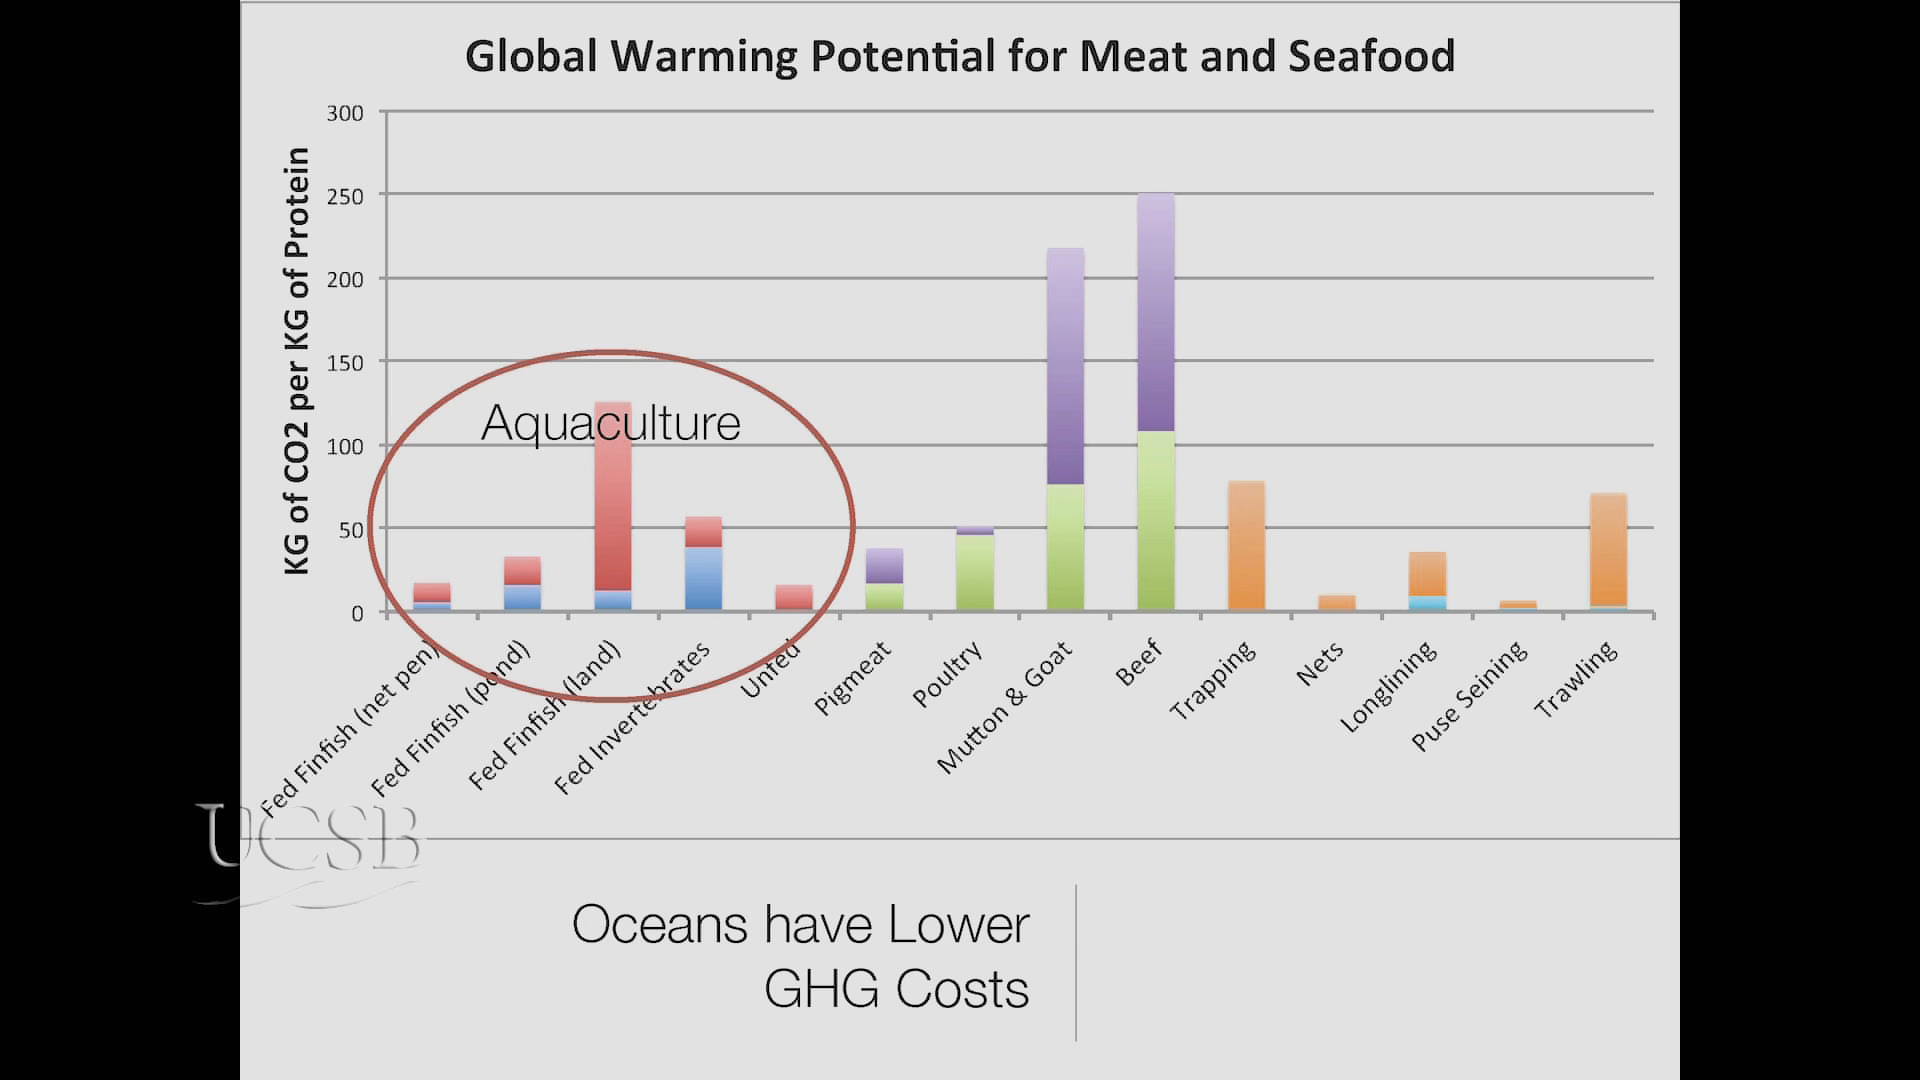 Global Warming Potential for Meat and Seafood
KG of CO2 per KG of Protein
300
250
200
150
100
50
0
Aquaculture
Fed Finfish (net pen)
Fed Finfish (pond)
Fed Finfish (land)
Fed Invertebrates
Unfed
Pigmeat
Poultry
Mutton & Goat
Beef
Trapping
Nets
Longlining
Puse Seining
Trawling
UCSB
Oceans have Lower
GHG Costs